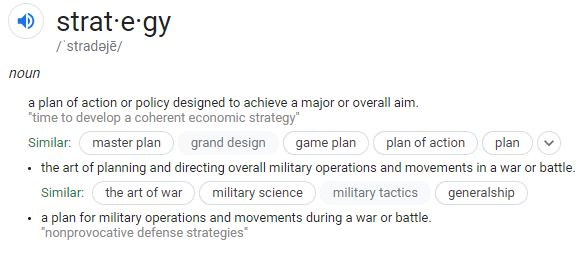 strat·e·gy
/ˈstradəjē/
noun
a plan of action or policy designed to achieve a major or overall aim.
"time to develop a coherent economic strategy"
Similar: master plan grand design game plan plan of action plan
• the art of planning and directing overall military operations and movements in a war or battle.
Similar: the art of war military science military tactics generalship
• a plan for military operations and movements during a war or battle.
"nonprovocative defense strategies"